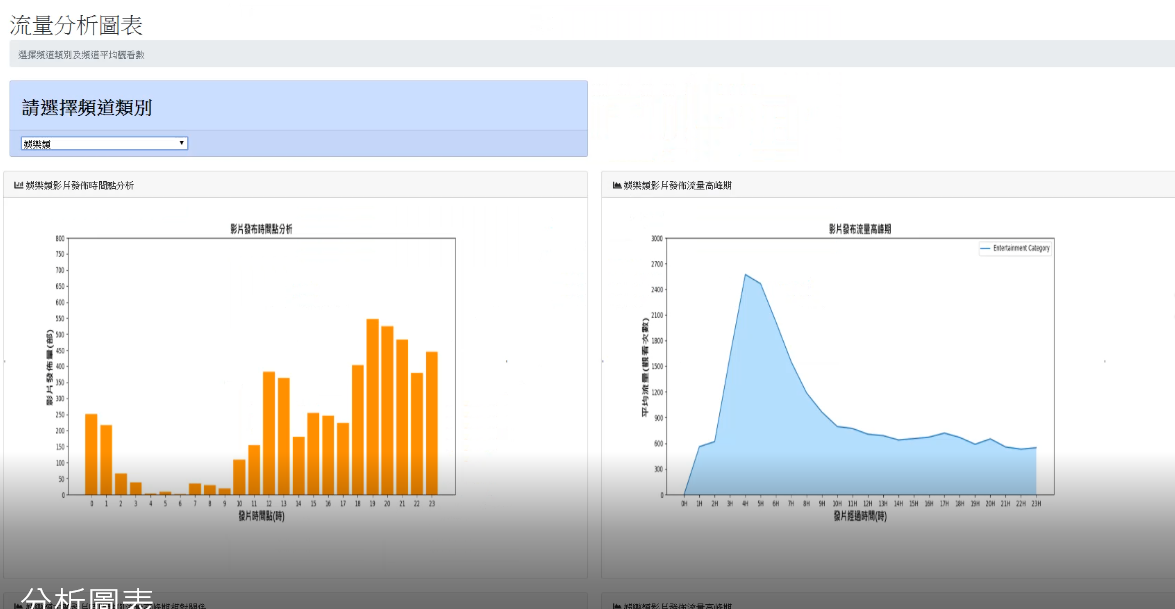 流量分析圖表
選擇頻道類別及頻道平均觀看數
請選擇頻道類別
娛樂類
娛樂類影片發佈時間點分析
影片發布時間點分析
影片發佈量(部)
800
750
700
650
600
550
500
450
400
350
300
250
200
150
100
50
0
0 1 2 3 4 5 6 7 8 9 10 11 12 13 14 15 16 17 18 19 20 21 22 23
發片時間點(時)
娛樂類影片發佈流量高峰期
影片發布流量高峰期
Entertainment Category
平均流量(觀看次數)
3000
2700
2400
2100
1800
1500
1200
900
600
300
0
0H 1H 2H 3H 4H 5H 6H 7H 8H 9H 10H 11H 12H 13H 14H 15H 16H 17H 18H 19H 20H 21H 22H 23H
發片經過時間(時)
分析圖表
娛樂類影片發佈流量高峰期